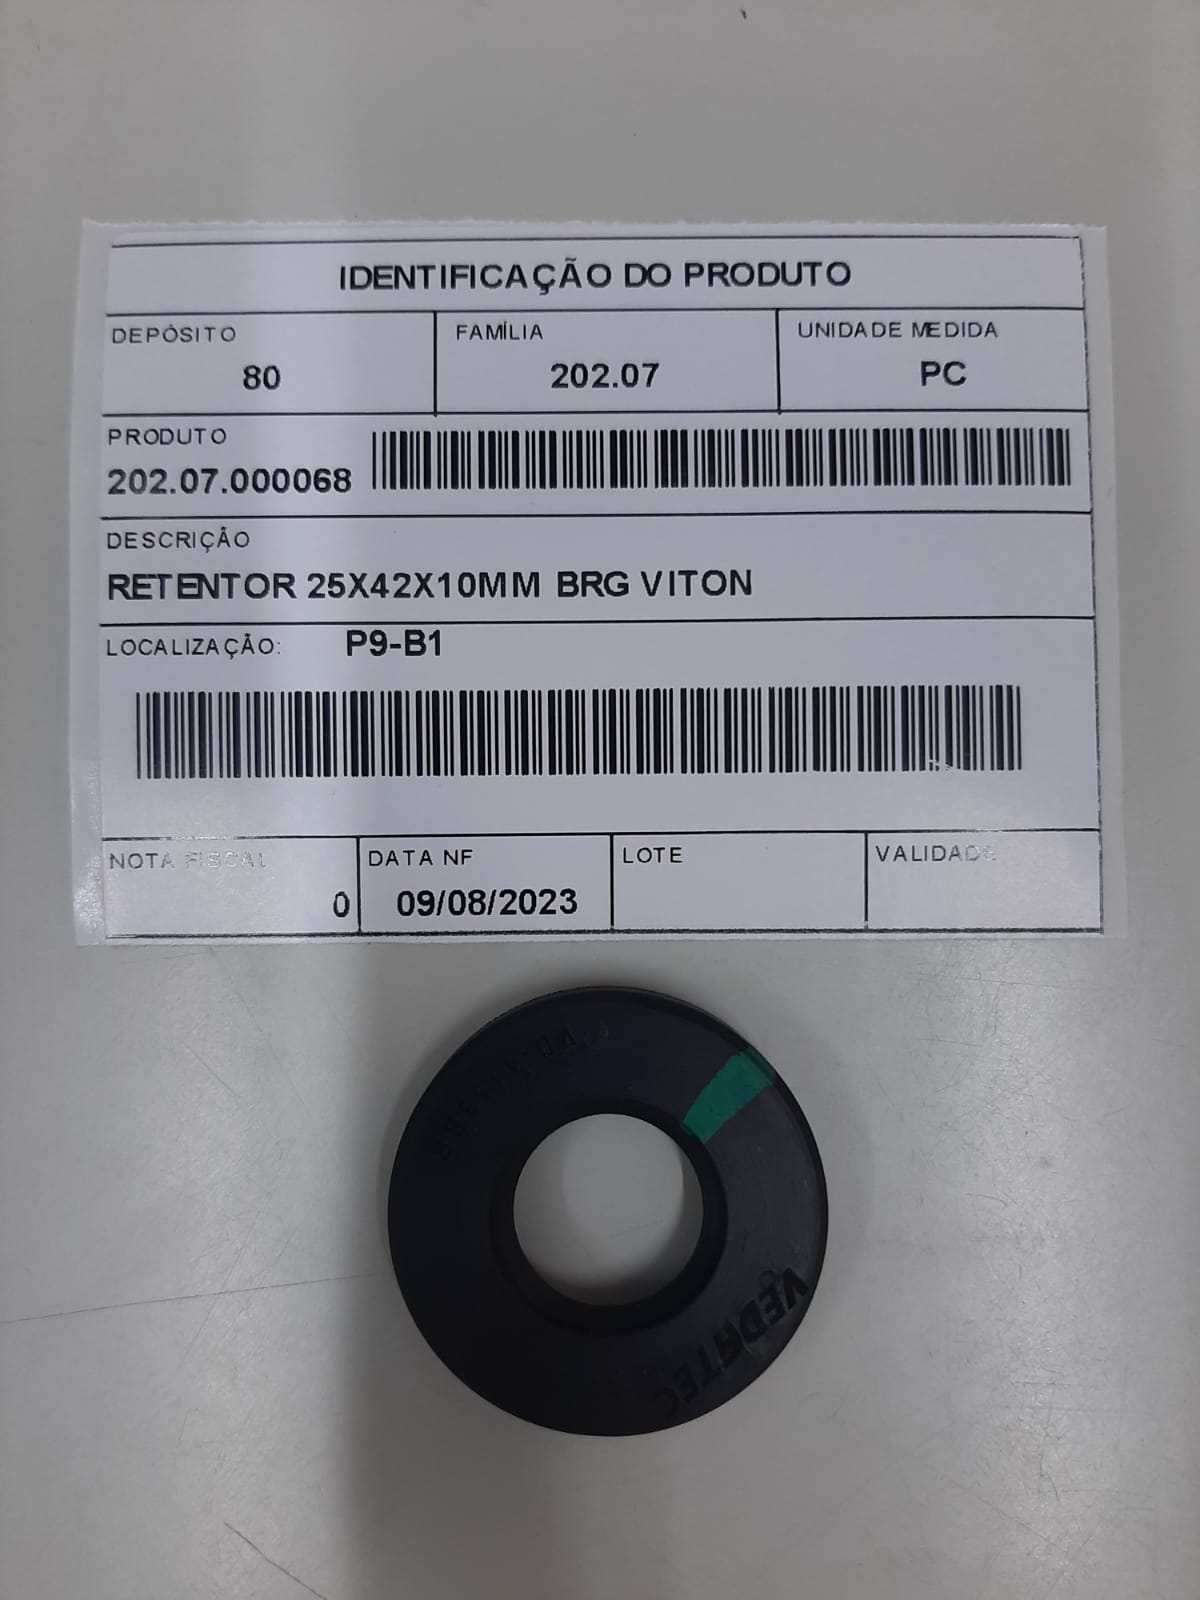 IDENTIFICAÇÃO DO PRODUTO
DEPÓSITO
80
FAMÍLIA
202.07
UNIDADE MEDIDA
PC
PRODUTO
202.07.000068
DESCRIÇÃO
RETENTOR 25X42X10MM BRG VITON
LOCALIZAÇÃO: P9-B1
NOTA FISCAL
0
DATA NF
09/08/2023
LOTE
VALIDADE
VEDATEC